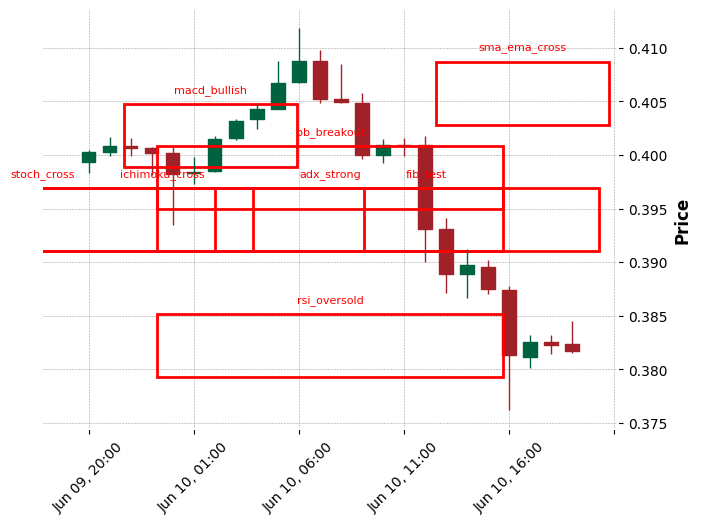 sma_ema_cross
0.410
macd_bullish
0.405
bb_breakout
0.400
stoch_cross
ichimoku_cross
adx_strong
fib_test
0.395
Price
0.390
rsi_oversold
0.385
0.380
0.375
Jun 09, 20:00
Jun 10, 01:00
Jun 10, 06:00
Jun 10, 11:00
Jun 10, 16:00